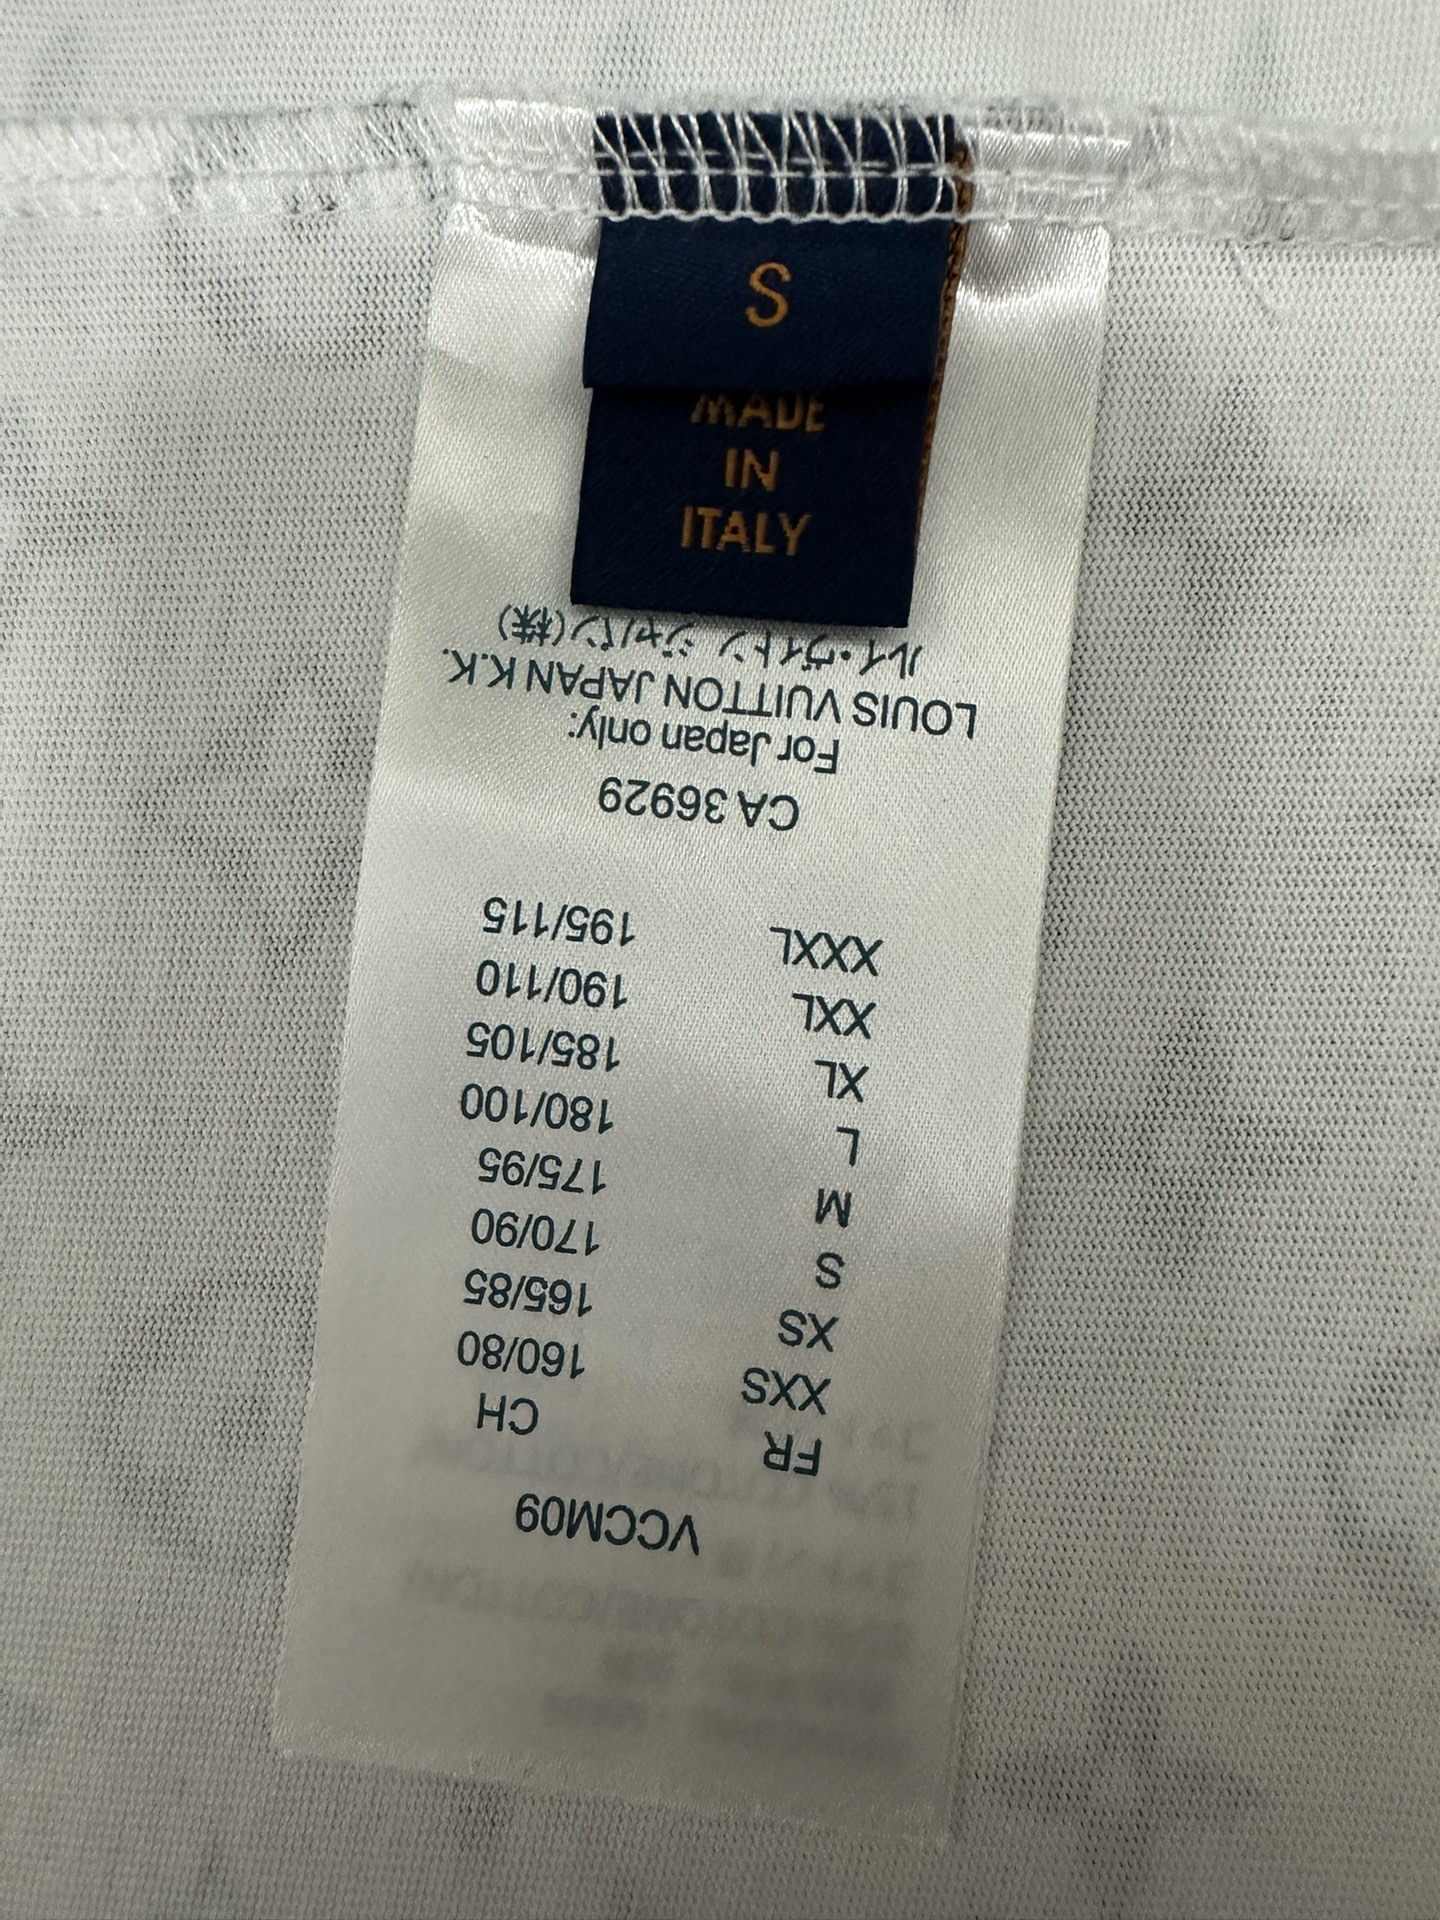 S
MADE
IN
ITALY
VCCM09
FR CH
XXS 160/80
XS 165/85
S 170/90
M 175/95
L 180/100
XL 185/105
XXL 190/110
XXXL 195/115
CA 36929
For Japan only:
LOUIS VUITTON JAPAN K.K.
ルイ・ヴィトン ジャパン(株)